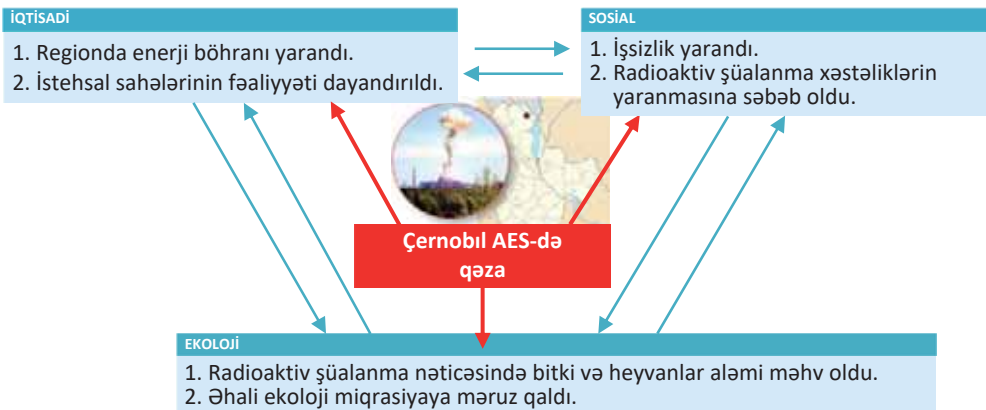 İQTİSADİ
1. Regionda enerji böhranı yarandı.
2. İstehsal sahələrinin fəaliyyəti dayandırıldı.
SOSİAL
1. İşsizlik yarandı.
2. Radioaktiv şüalanma xəstəliklərin
yaranmasına səbəb oldu.
Çernobıl AES-də
qəza
EKOLOJİ
1. Radioaktiv şüalanma nəticəsində bitki və heyvanlar aləmi məhv oldu.
2. Əhali ekoloji miqrasiyaya məruz qaldı.